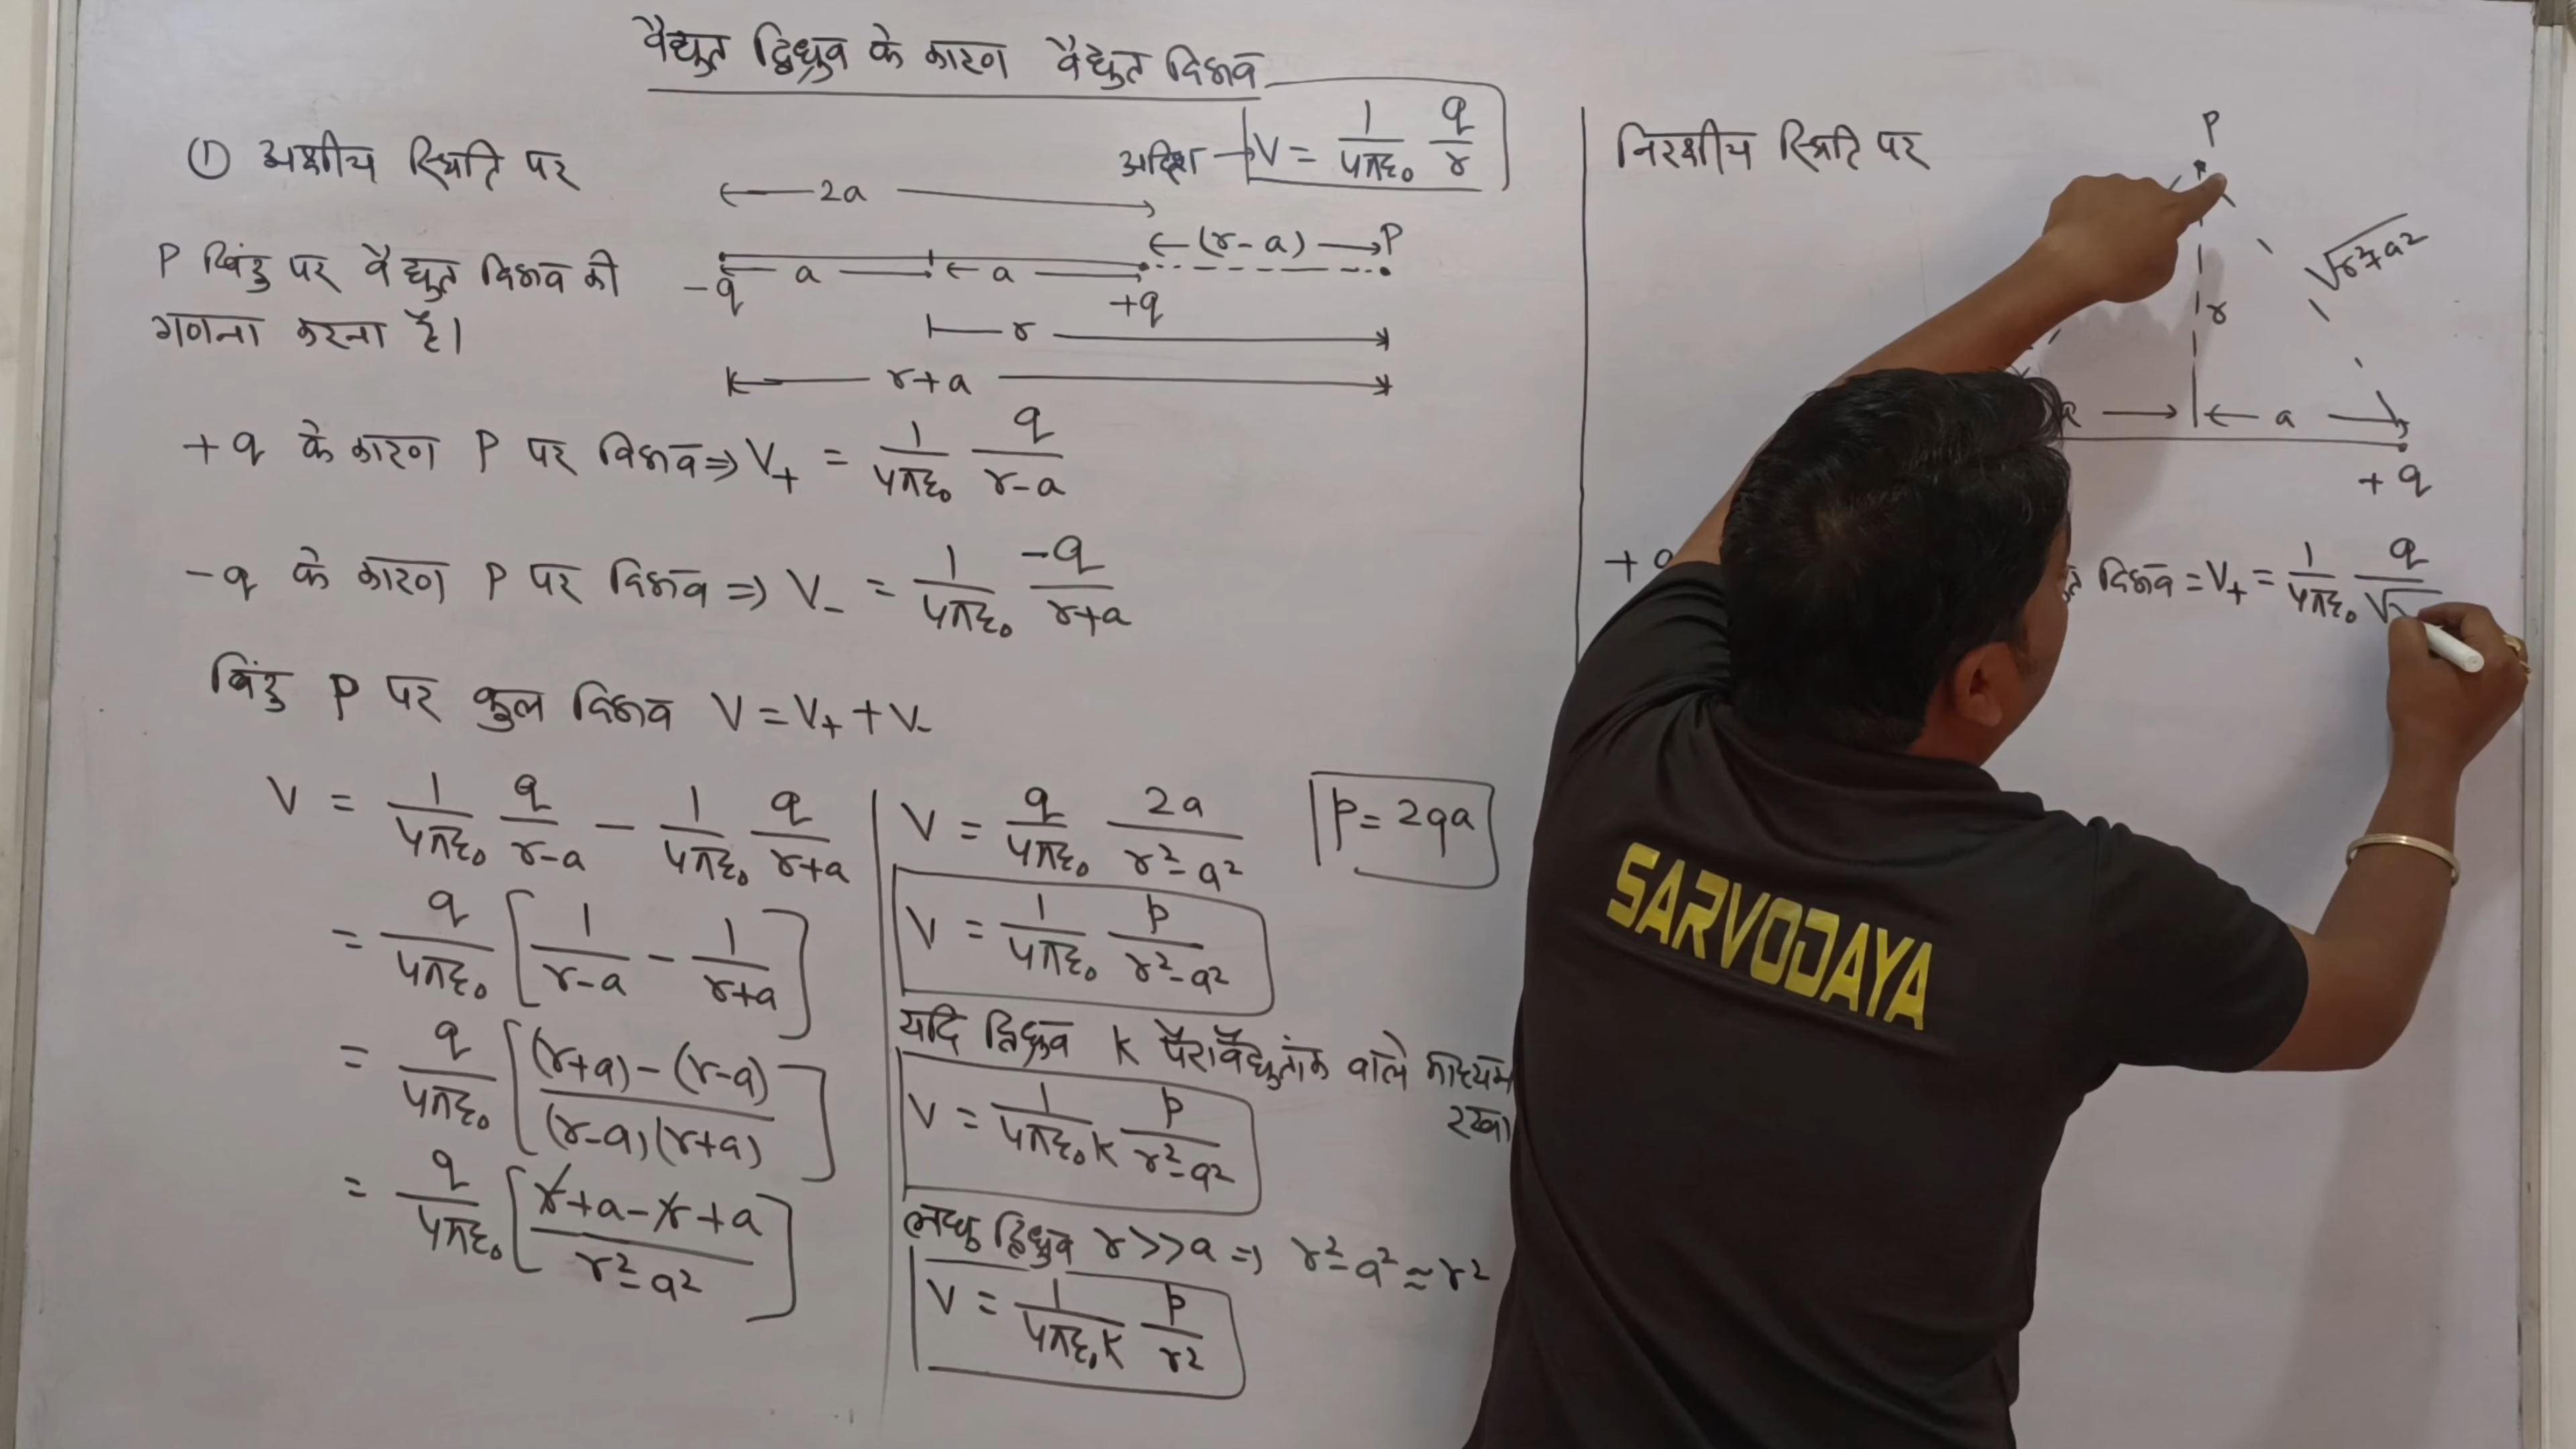 वैद्युत द्विध्रुव के कारण वैद्युत विभव
① अक्षीय स्थिति पर
अदिश → V = 1/4πε₀ q/r
2a
(r-a) P
a a
-q +q
r
r+a
P बिंदु पर वैद्युत विभव की
गणना करना है।
+q के कारण P पर विभव ⇒ V₊ = 1/4πε₀ q/r-a
-q के कारण P पर विभव ⇒ V₋ = 1/4πε₀ -q/r+a
बिंदु P पर कुल विभव V = V₊ + V₋
V = 1/4πε₀ q/r-a - 1/4πε₀ q/r+a
= q/4πε₀ [1/r-a - 1/r+a]
= q/4πε₀ [(r+a)-(r-a)/(r-a)(r+a)]
= q/4πε₀ [r+a-r+a/r²-a²]
V = q/4πε₀ 2a/r²-a²
p = 2qa
V = 1/4πε₀ p/r²-a²
यदि द्विध्रुव K परावैद्युतांक वाले माध्यम
रखा
V = 1/4πε₀K p/r²-a²
लघु द्विध्रुव r>>a ⇒ r²-a² ≈ r²
V = 1/4πε₀K p/r²
निरक्षीय स्थिति पर
P
√r²+a²
r
a a
+q
+q विभव = V₊ = 1/4πε₀ q/√
SARVODAYA